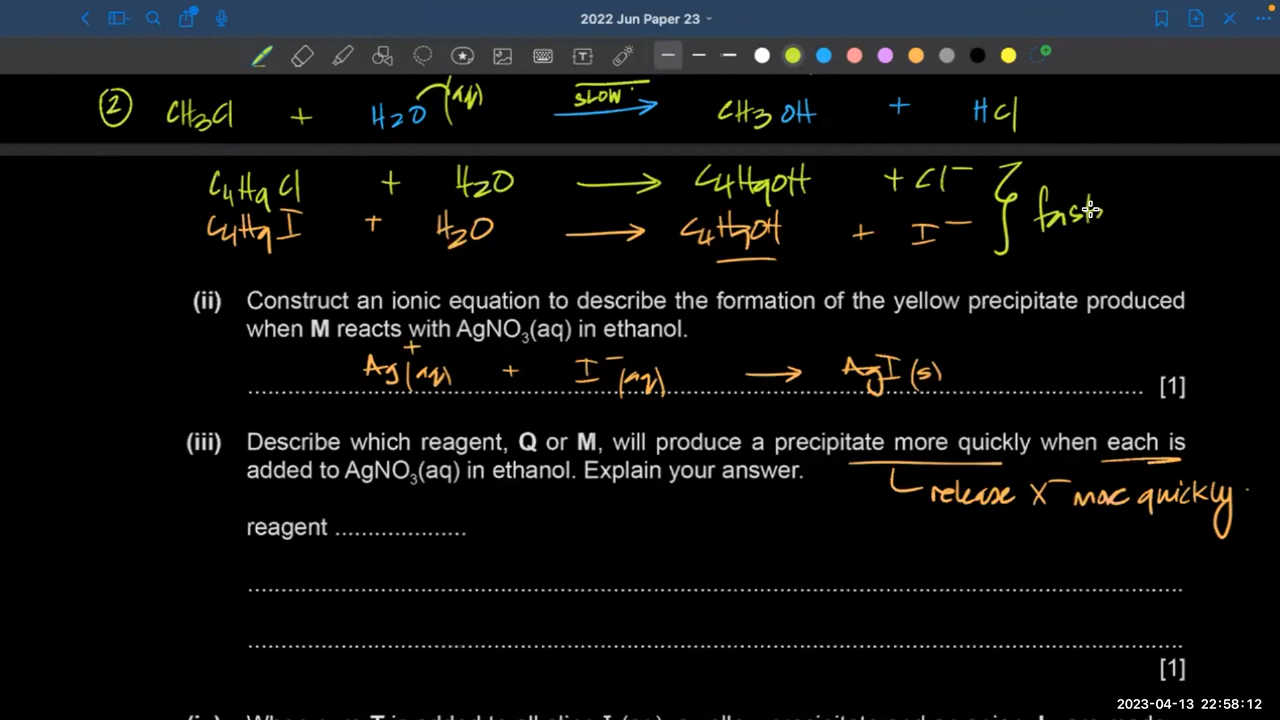 2022 Jun Paper 23
② CH3Cl + H2O (aq) SLOW → CH3OH + HCl
C4H9Cl + H2O → C4H9OH + Cl⁻
C4H9I + H2O → C4H9OH + I⁻
fast
(ii) Construct an ionic equation to describe the formation of the yellow precipitate produced
when M reacts with AgNO₃(aq) in ethanol.
Ag⁺(aq) + I⁻(aq) → AgI(s)
[1]
(iii) Describe which reagent, Q or M, will produce a precipitate more quickly when each is
added to AgNO₃(aq) in ethanol. Explain your answer.
release X⁻ more quickly.
reagent ....................
[1]
2023-04-13 22:58:12